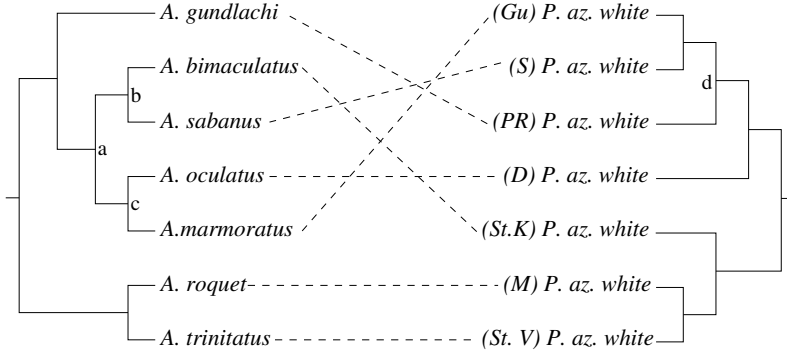 A. gundlachi (Gu) P. az. white
A. bimaculatus (S) P. az. white
b d
A. sabanus (PR) P. az. white
a
A. oculatus (D) P. az. white
c
A.marmoratus (St.K) P. az. white
A. roquet (M) P. az. white
A. trinitatus (St. V) P. az. white